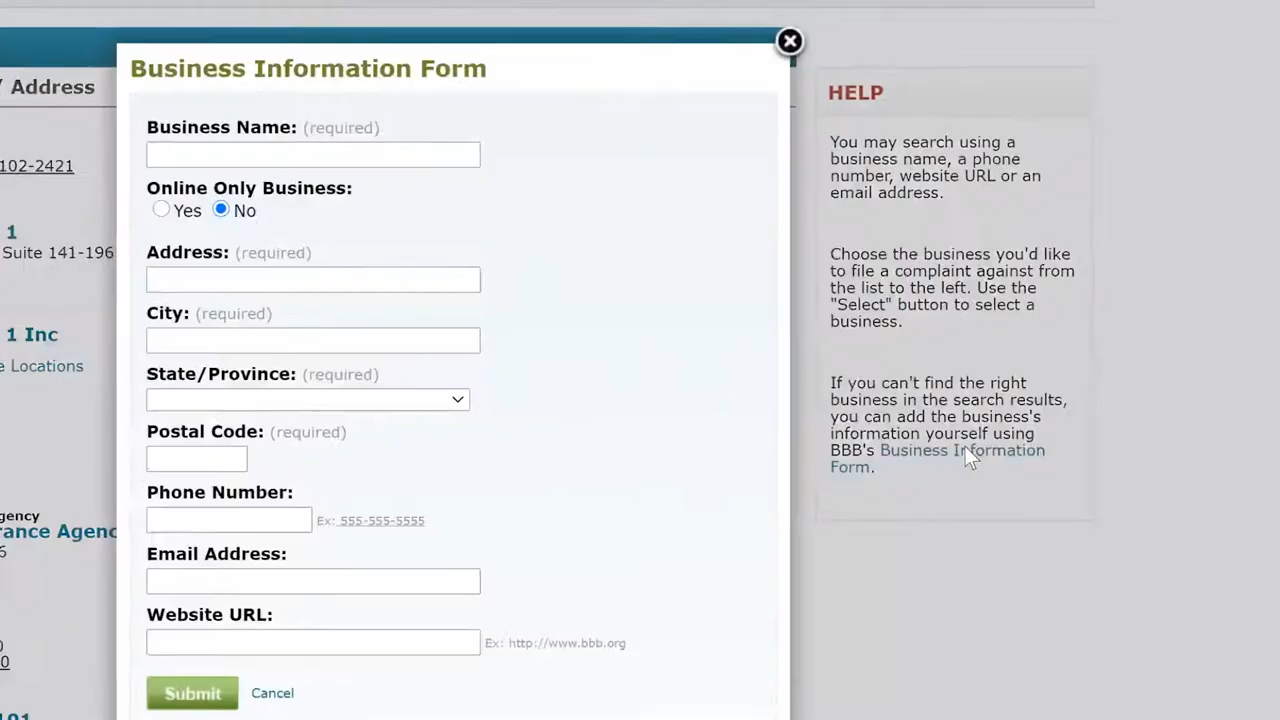 Business Information Form
Address
102-2421
1
Suite 141-196
1 Inc
Locations
gency
6
0
Business Name: (required)
Online Only Business:
Yes No
Address: (required)
City: (required)
State/Province: (required)
Postal Code: (required)
Phone Number:
Ex: 555-555-5555
Email Address:
Website URL:
Ex: http://www.bbb.org
Submit Cancel
HELP
You may search using a
business name, a phone
number, website URL or an
email address.
Choose the business you'd like
to file a complaint against from
the list to the left. Use the
"Select" button to select a
business.
If you can't find the right
business in the search results,
you can add the business's
information yourself using
BBB's Business Information
Form.